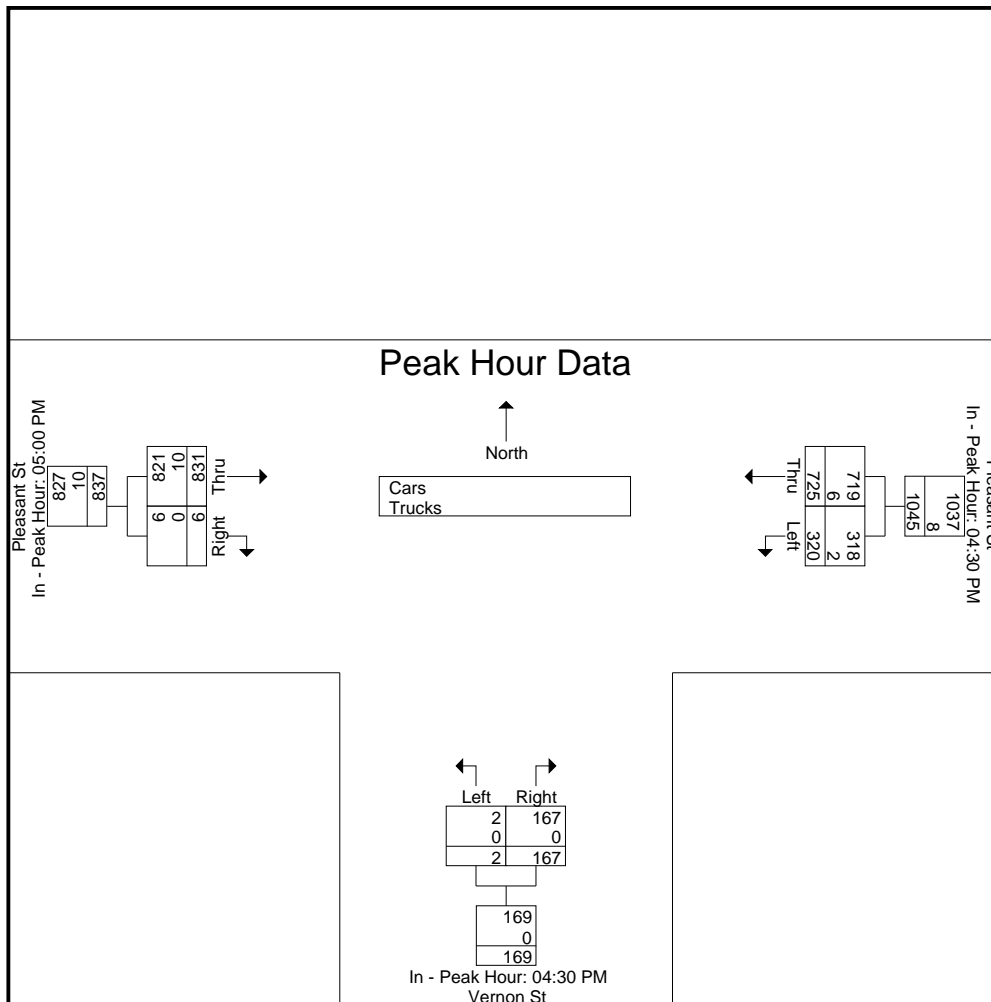 Peak Hour Data
North
Cars
Trucks
Pleasant St
In - Peak Hour: 05:00 PM
827
10
837
821
10
831
Thru
6
0
6
Right
Thru
719
6
725
Left
318
2
320
1037
8
1045
In - Peak Hour: 04:30 PM
Left Right
2 167
0 0
2 167
169
0
169
In - Peak Hour: 04:30 PM
Vernon St